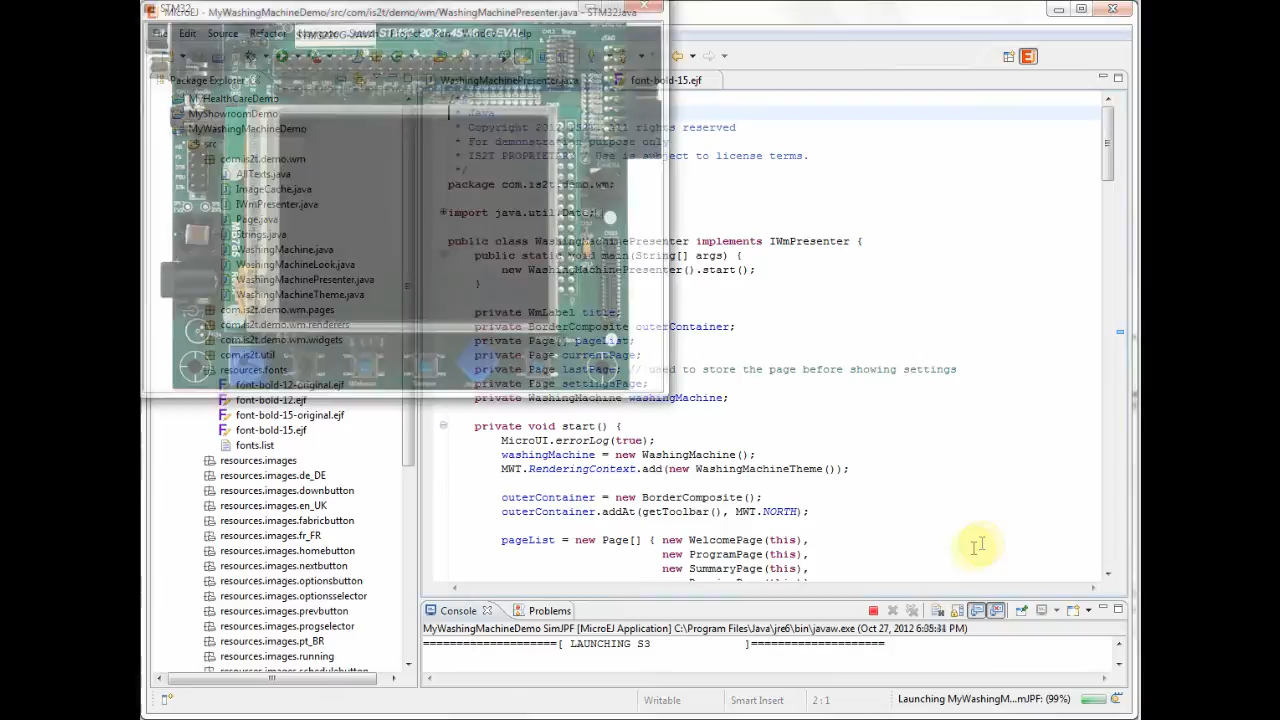 STM32
MicroEJ - MyWashingMachineDemo/src/com/is2t/demo/wm/WashingMachinePresenter.java - STM32Java
File Edit Source Refactor Help
Package Explorer
WashingMachinePresenter.java
font-bold-15.ejf
MyHealthCareDemo
MyShowroomDemo
MyWashingMachineDemo
src
com.is2t.demo.wm
AllTexts.java
ImageCache.java
IWmPresenter.java
Page.java
Strings.java
WashingMachine.java
WashingMachineLook.java
WashingMachinePresenter.java
WashingMachineTheme.java
com.is2t.demo.wm.pages
com.is2t.demo.wm.renderers
com.is2t.demo.wm.widgets
com.is2t.util
resources.fonts
font-bold-12-original.ejf
font-bold-12.ejf
font-bold-15-original.ejf
font-bold-15.ejf
fonts.list
resources.images
resources.images.de_DE
resources.images.downbutton
resources.images.en_UK
resources.images.fabricbutton
resources.images.fr_FR
resources.images.homebutton
resources.images.nextbutton
resources.images.optionsbutton
resources.images.optionsselector
resources.images.prevbutton
resources.images.progselector
resources.images.pt_BR
resources.images.running
resources.images.schedulebutton
/*
* Java
* Copyright 2012 IS2T. All rights reserved
* For demonstration purpose only
* IS2T PROPRIETARY. Use is subject to license terms.
*/
package com.is2t.demo.wm;
import java.util.Date;
public class WashingMachinePresenter implements IWmPresenter {
public static void main(String[] args) {
new WashingMachinePresenter().start();
}
private WmLabel title;
private BorderComposite outerContainer;
private Page[] pageList;
private Page currentPage;
private Page lastPage; // used to store the page before showing settings
private Page settingsPage;
private WashingMachine washingMachine;
private void start() {
MicroUI.errorLog(true);
washingMachine = new WashingMachine();
MWT.RenderingContext.add(new WashingMachineTheme());
outerContainer = new BorderComposite();
outerContainer.addAt(getToolbar(), MWT.NORTH);
pageList = new Page[] { new WelcomePage(this),
new ProgramPage(this),
new SummaryPage(this),
Console
Problems
MyWashingMachineDemo SimJPF [MicroEJ Application] C:\Program Files\Java\jre6\bin\javaw.exe (Oct 27, 2012 PM)
====================[ LAUNCHING S3 ]====================
Writable
Smart Insert
2 : 1
Launching MyWashingM...mJPF: (99%)